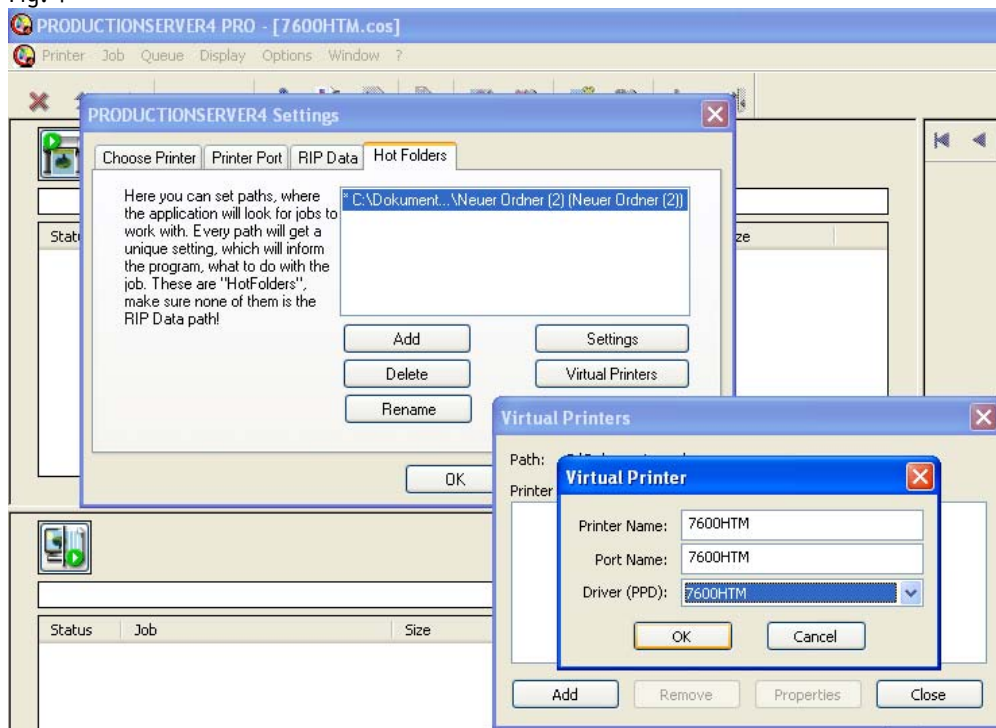 PRODUCTIONSERVER4 PRO - [7600HTM.cos]
Printer Job Queue Display Options Window ?
PRODUCTIONSERVER4 Settings
Choose Printer Printer Port RIP Data Hot Folders
Here you can set paths, where
the application will look for jobs to
work with. Every path will get a
unique setting, which will inform
the program, what to do with the
job. These are "HotFolders",
make sure none of them is the
RIP Data path!
* C:\Dokument...\Neuer Ordner (2) (Neuer Ordner (2))
Add Settings
Delete Virtual Printers
Rename
OK
Virtual Printers
Path:
Printer
Virtual Printer
Printer Name: 7600HTM
Port Name: 7600HTM
Driver (PPD): 7600HTM
OK Cancel
Add Remove Properties Close
Status Job Size